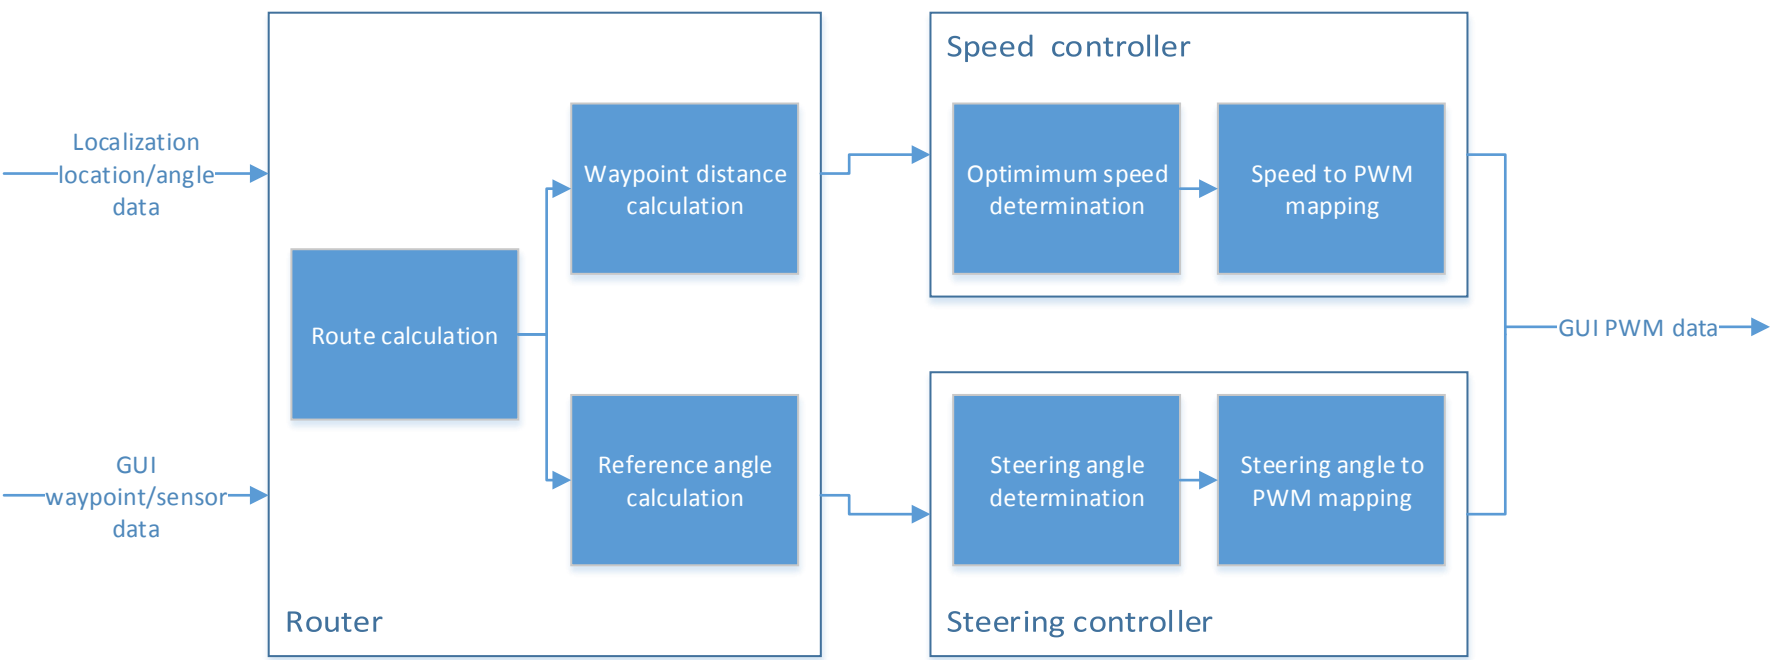 Localization
location/angle
data
GUI
waypoint/sensor
data
Route calculation
Waypoint distance
calculation
Reference angle
calculation
Router
Speed controller
Optimimum speed
determination
Speed to PWM
mapping
Steering angle
determination
Steering angle to
PWM mapping
Steering controller
GUI PWM data